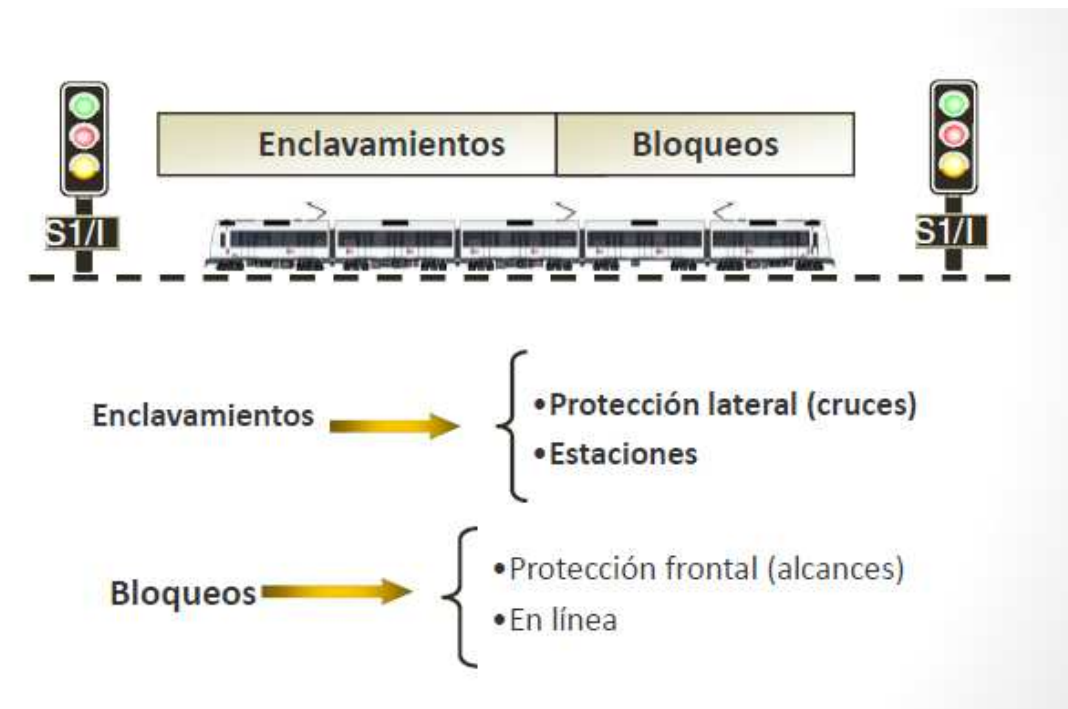 Enclavamientos Bloqueos
S1/I S1/I
Enclavamientos
•Protección lateral (cruces)
•Estaciones
Bloqueos
•Protección frontal (alcances)
•En línea